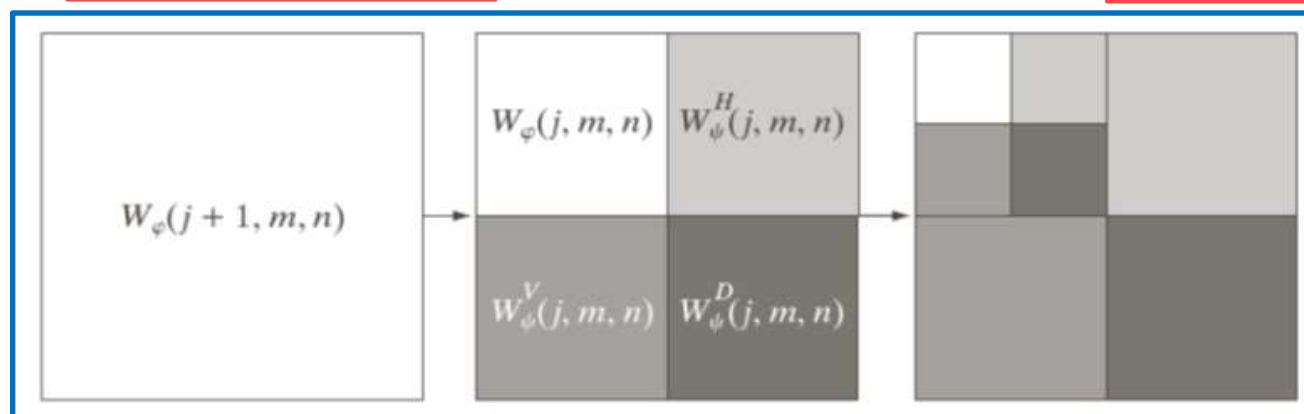 W_φ(j + 1, m, n)
W_φ(j, m, n)
W_ψ^H(j, m, n)
W_ψ^V(j, m, n)
W_ψ^D(j, m, n)